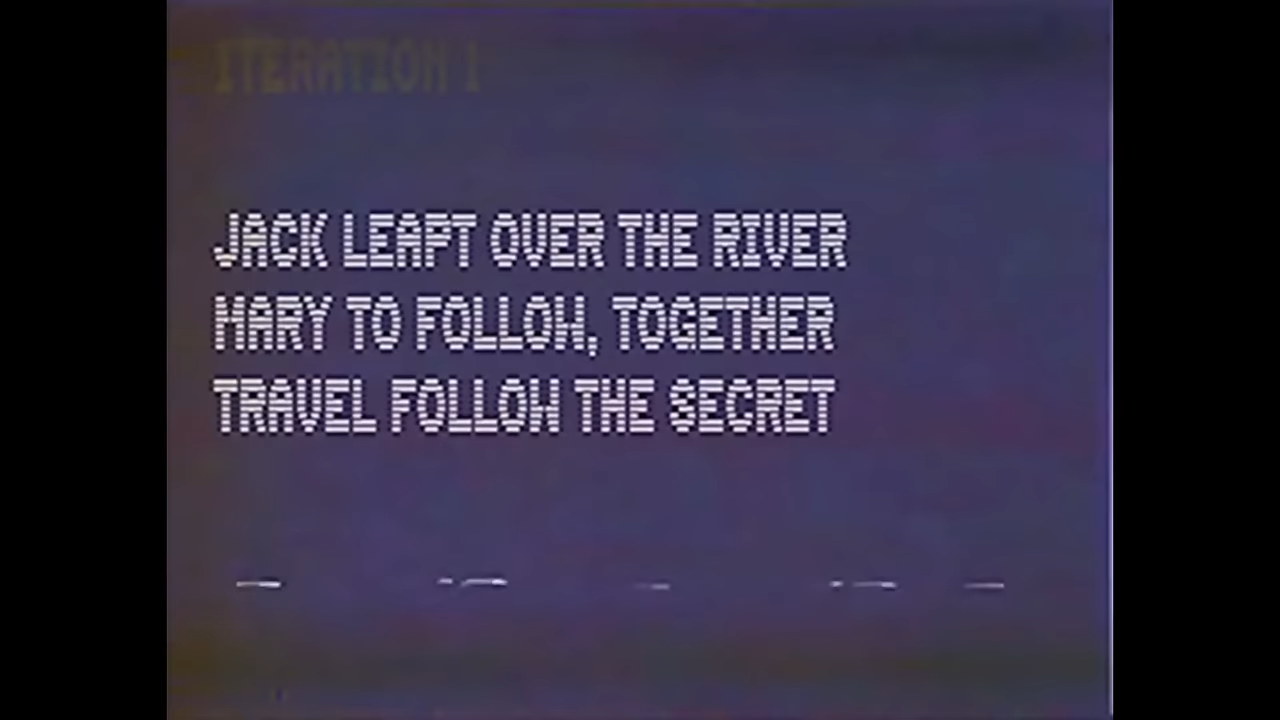 ITERATION 1
JACK LEAPT OVER THE RIVER
MARY TO FOLLOW, TOGETHER
TRAVEL FOLLOW THE SECRET